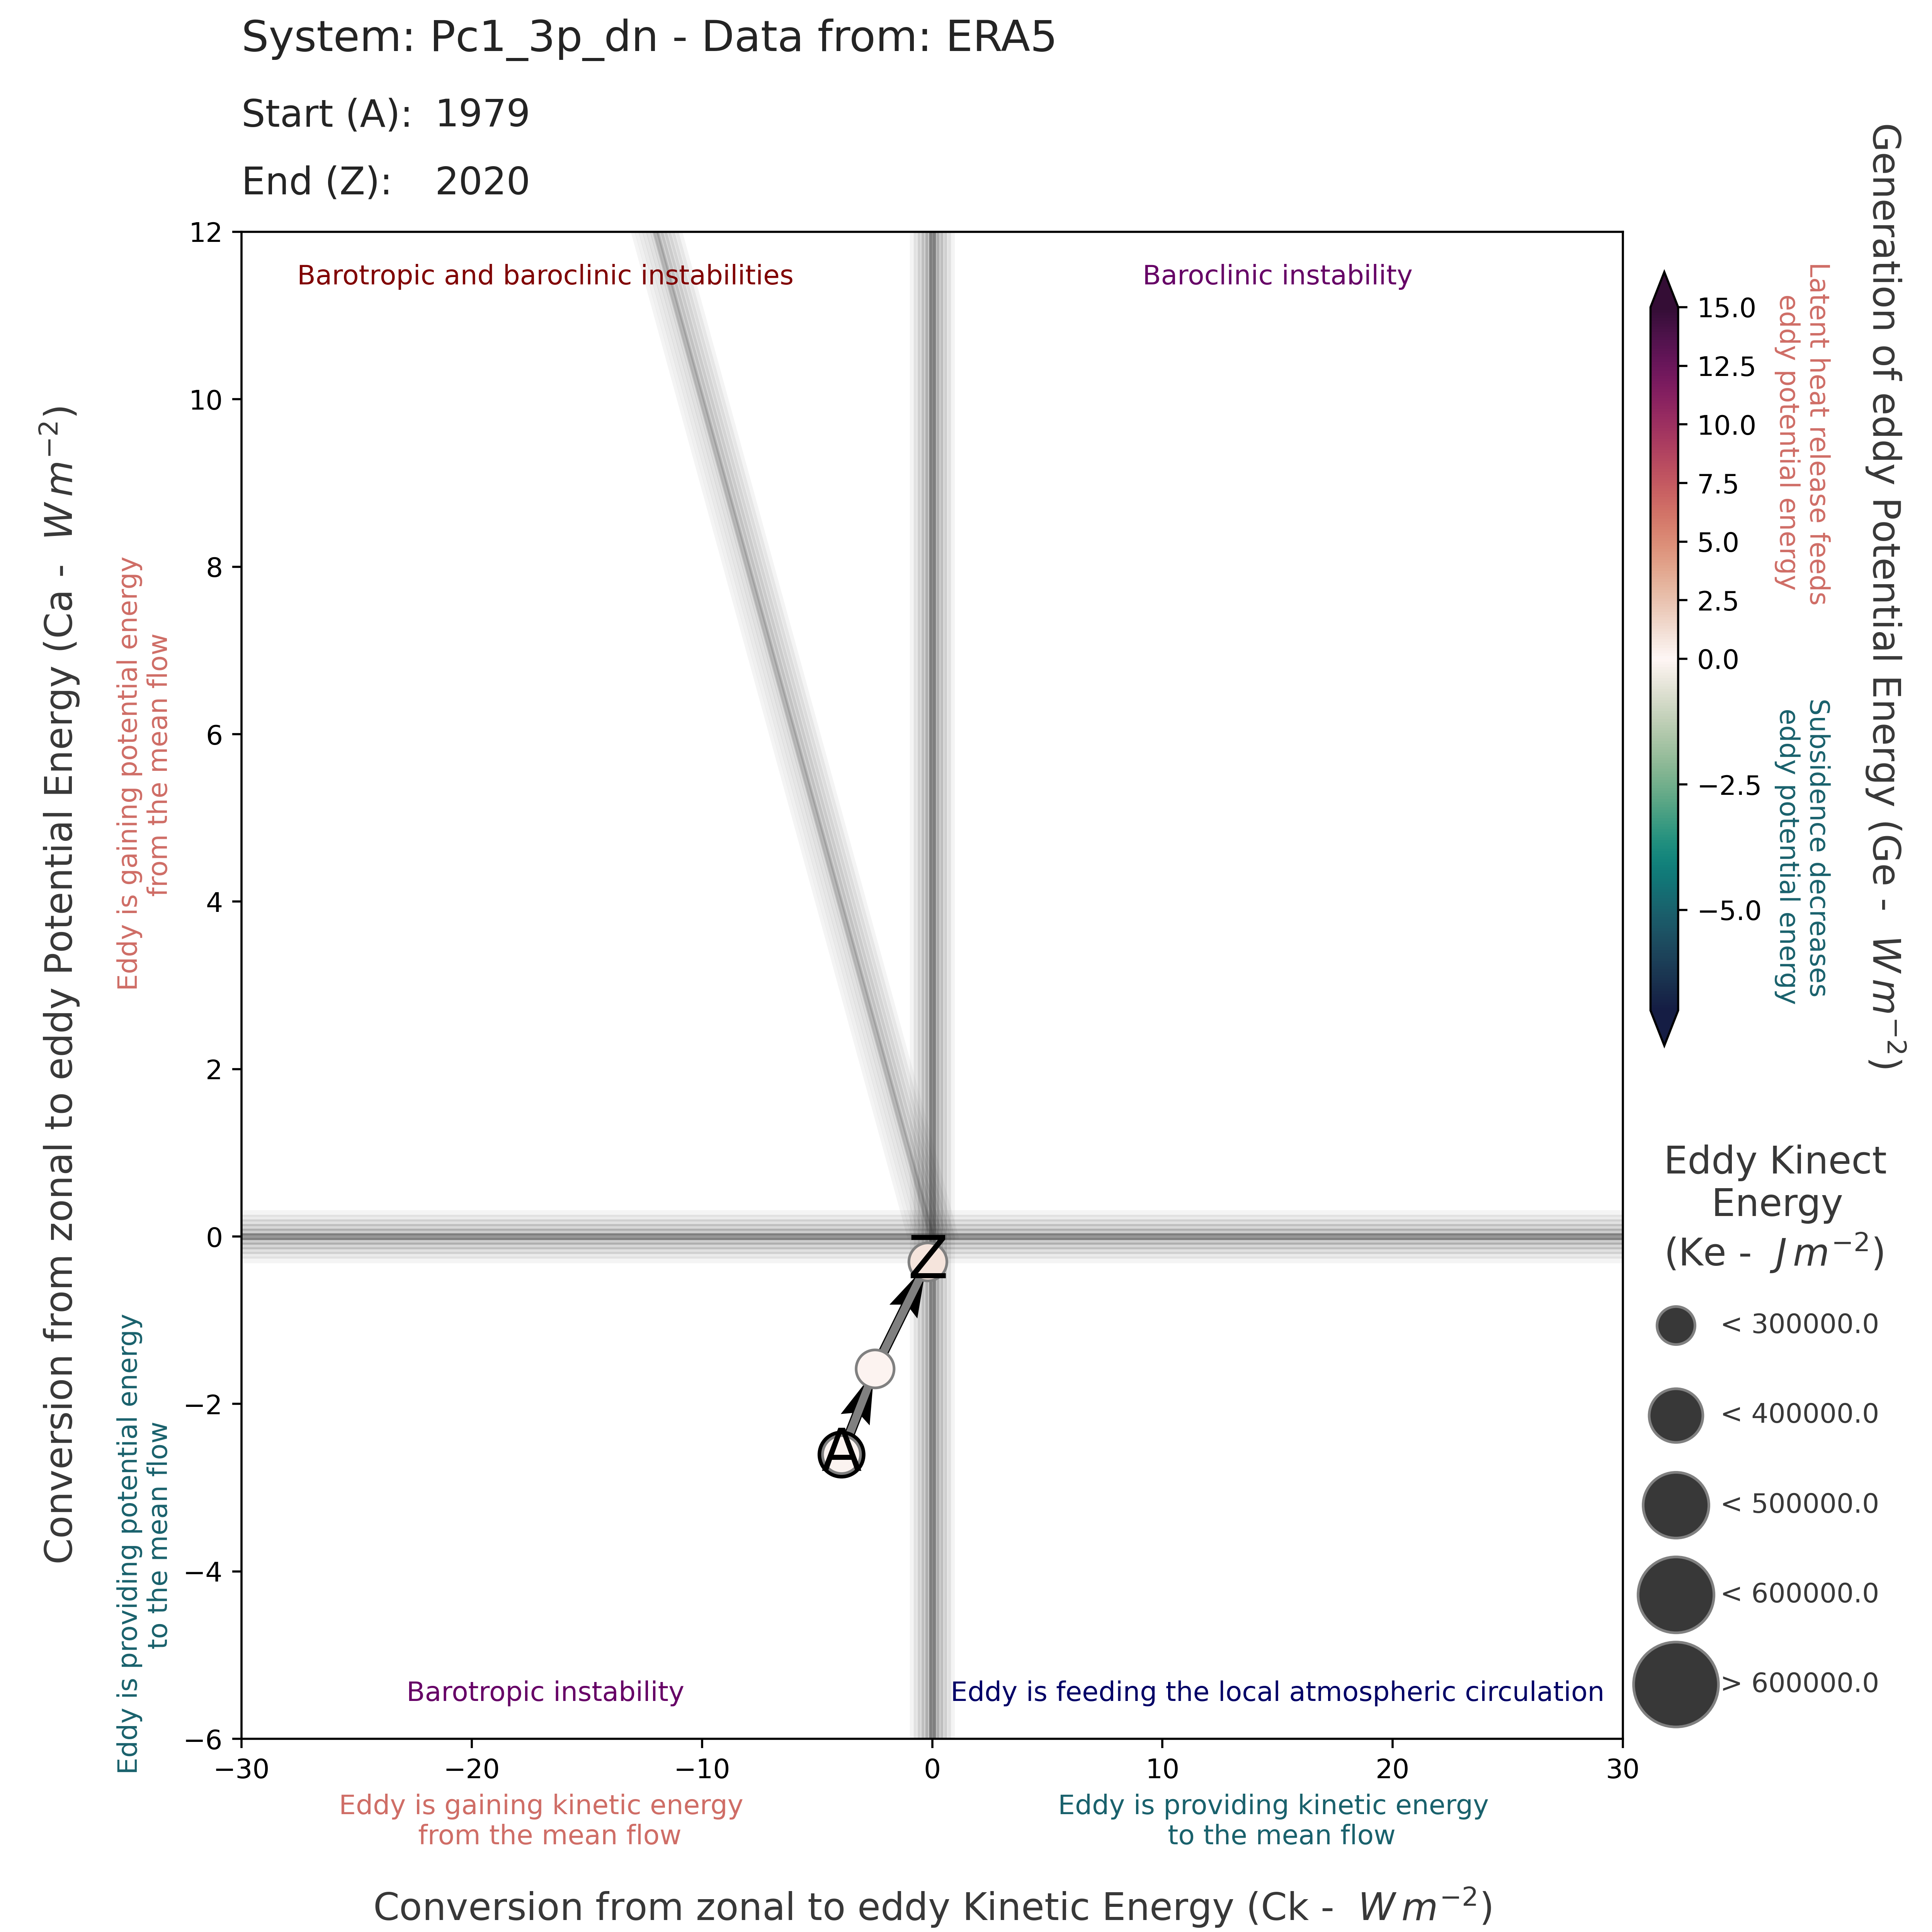 System: Pc1_3p_dn - Data from: ERA5
Start (A): 1979
End (Z): 2020
Conversion from zonal to eddy Potential Energy (Ca - W m⁻²)
Eddy is gaining potential energy
from the mean flow
Eddy is providing potential energy
to the mean flow
12
10
8
6
4
2
0
−2
−4
−6
Barotropic and baroclinic instabilities
Baroclinic instability
Z
A
Barotropic instability
Eddy is feeding the local atmospheric circulation
−30
−20
−10
0
10
20
30
Eddy is gaining kinetic energy
from the mean flow
Eddy is providing kinetic energy
to the mean flow
Conversion from zonal to eddy Kinetic Energy (Ck - W m⁻²)
15.0
12.5
10.0
7.5
5.0
2.5
0.0
−2.5
−5.0
Latent heat release feeds
eddy potential energy
Subsidence decreases
eddy potential energy
Generation of eddy Potential Energy (Ge - W m⁻²)
Eddy Kinect
Energy
(Ke - J m⁻²)
< 300000.0
< 400000.0
< 500000.0
< 600000.0
> 600000.0